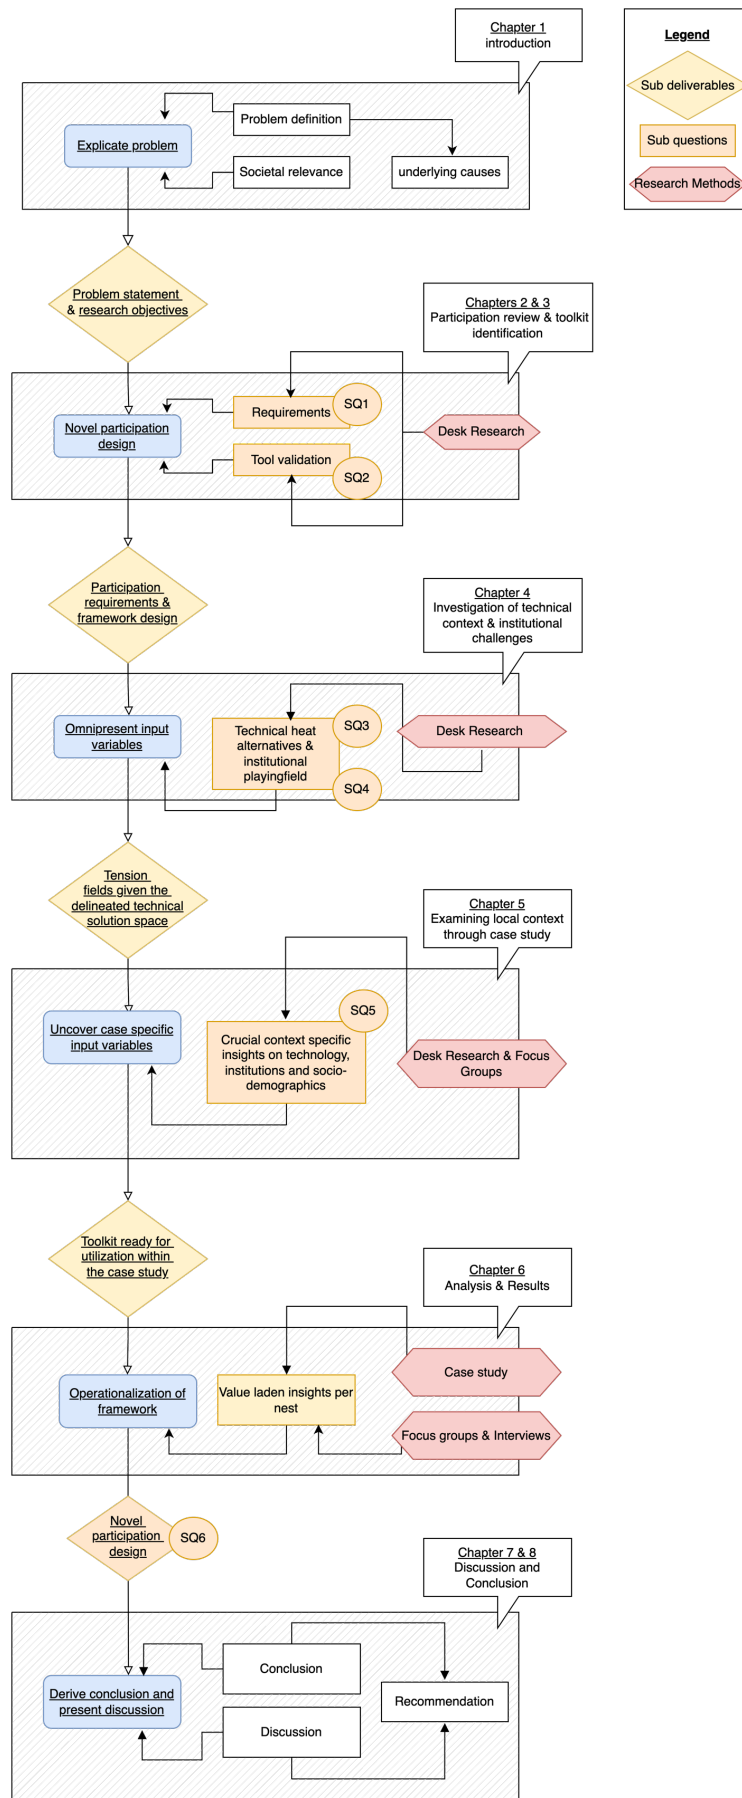 Chapter 1
introduction
Legend
Sub deliverables
Sub questions
Research Methods
Problem definition
Explicate problem
Societal relevance
underlying causes
Problem statement
& research objectives
Chapters 2 & 3
Participation review & toolkit
identification
SQ1
Requirements
Novel participation
design
Desk Research
Tool validation
SQ2
Participation
requirements &
framework design
Chapter 4
Investigation of technical
context & institutional
challenges
SQ3
Omnipresent input
variables
Technical heat
alternatives &
institutional
playingfield
Desk Research
SQ4
Tension
fields given the
delineated technical
solution space
Chapter 5
Examining local context
through case study
SQ5
Uncover case specific
input variables
Crucial context specific
insights on technology,
institutions and socio-
demographics
Desk Research & Focus
Groups
Toolkit ready for
utilization within
the case study
Chapter 6
Analysis & Results
Case study
Operationalization of
framework
Value laden insights per
nest
Focus groups & Interviews
Novel
participation
design
SQ6
Chapter 7 & 8
Discussion and
Conclusion
Conclusion
Derive conclusion and
present discussion
Recommendation
Discussion